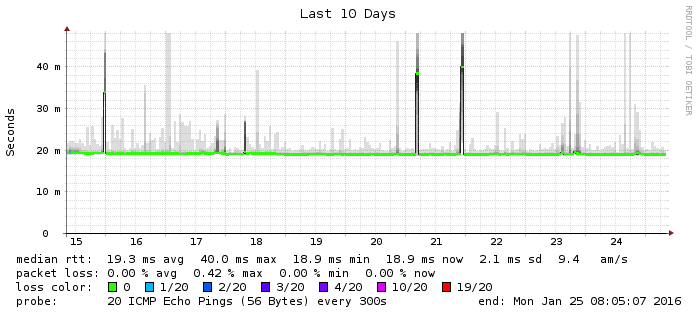 Last 10 Days
RRDTOOL / TOBI OETIKER
Seconds
40 m
30 m
20 m
10 m
0
15 16 17 18 19 20 21 22 23 24
median rtt: 19.3 ms avg 40.0 ms max 18.9 ms min 18.9 ms now 2.1 ms sd 9.4 am/s
packet loss: 0.00 % avg 0.42 % max 0.00 % min 0.00 % now
loss color: 0 1/20 2/20 3/20 4/20 10/20 19/20
probe: 20 ICMP Echo Pings (56 Bytes) every 300s end: Mon Jan 25 08:05:07 2016